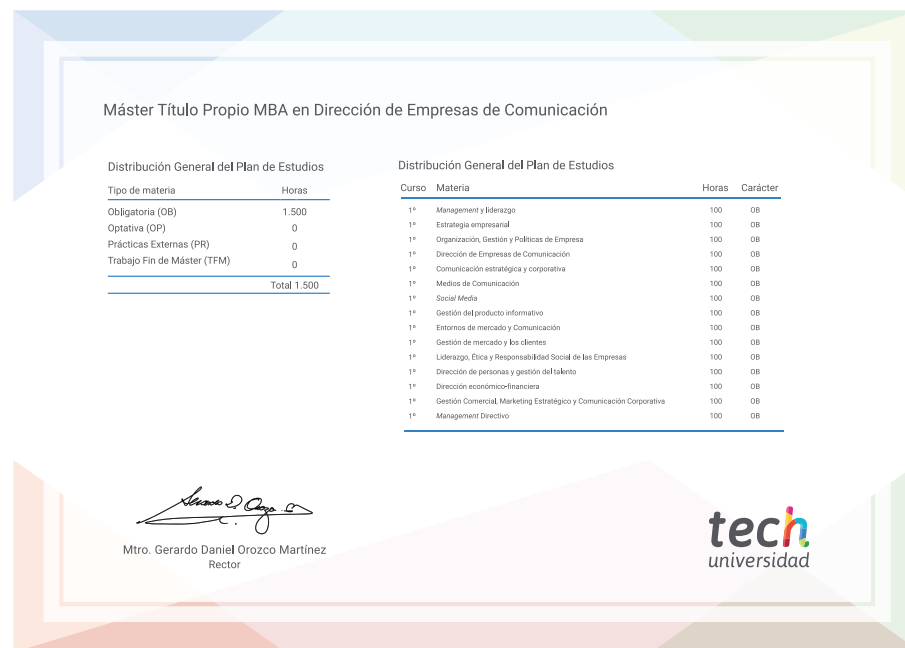 Máster Título Propio MBA en Dirección de Empresas de Comunicación
Distribución General del Plan de Estudios
Tipo de materia Horas
Obligatoria (OB) 1.500
Optativa (OP) 0
Prácticas Externas (PR) 0
Trabajo Fin de Máster (TFM) 0
Total 1.500
Distribución General del Plan de Estudios
Curso Materia Horas Carácter
1º Management y liderazgo 100 OB
1º Estrategia empresarial 100 OB
1º Organización, Gestión y Políticas de Empresa 100 OB
1º Dirección de Empresas de Comunicación 100 OB
1º Comunicación estratégica y corporativa 100 OB
1º Medios de Comunicación 100 OB
1º Social Media 100 OB
1º Gestión del producto informativo 100 OB
1º Entornos de mercado y Comunicación 100 OB
1º Gestión de mercado y los clientes 100 OB
1º Liderazgo, Ética y Responsabilidad Social de las Empresas 100 OB
1º Dirección de personas y gestión del talento 100 OB
1º Dirección económico-financiera 100 OB
1º Gestión Comercial, Marketing Estratégico y Comunicación Corporativa 100 OB
1º Management Directivo 100 OB
Mtro. Gerardo Daniel Orozco Martínez
Rector
tech
universidad